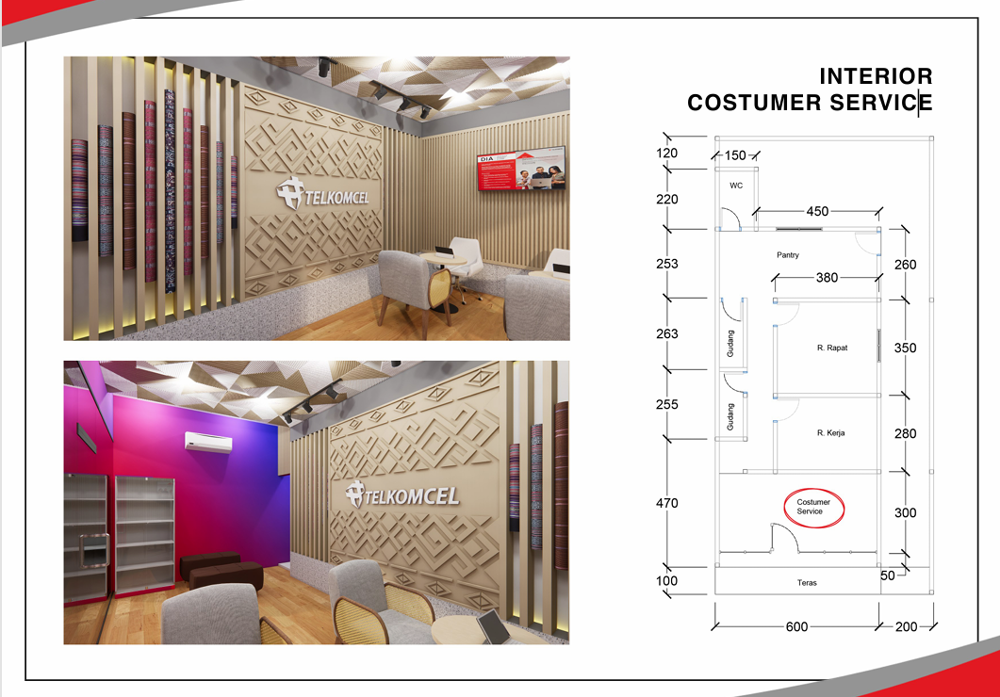 INTERIOR
COSTUMER SERVICE
TELKOMCEL
DIA
TELKOMCEL
120
150
WC
220
450
Pantry
253
260
380
263
Gudang
R. Rapat
350
255
Gudang
R. Kerja
280
470
Costumer
Service
300
50
100
Teras
600
200